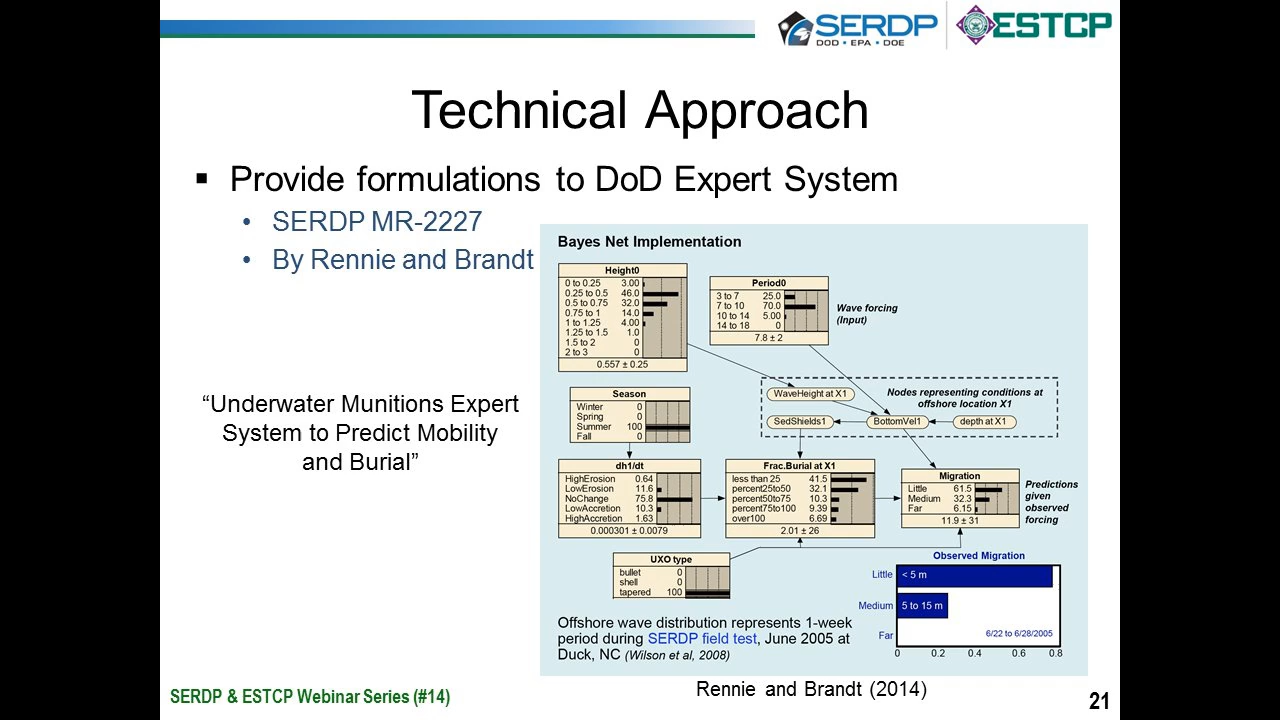 SERDP
DOD • EPA • DOE
ESTCP
Technical Approach
▪ Provide formulations to DoD Expert System
• SERDP MR-2227
• By Rennie and Brandt
“Underwater Munitions Expert
System to Predict Mobility
and Burial”
Bayes Net Implementation
Height0
0 to 0.25 3.00
0.25 to 0.5 46.0
0.5 to 0.75 32.0
0.75 to 1 14.0
1 to 1.25 4.00
1.25 to 1.5 1.0
1.5 to 2 0
2 to 3 0
0.557 ± 0.25
Period0
3 to 7 25.0
7 to 10 70.0
10 to 14 5.00
14 to 18 0
7.8 ± 2
Wave forcing
(Input)
Season
Winter 0
Spring 0
Summer 100
Fall 0
WaveHeight at X1
Nodes representing conditions at
offshore location X1
SedShields1
BottomVel1
depth at X1
dh1/dt
HighErosion 0.64
LowErosion 11.6
NoChange 75.8
LowAccretion 10.3
HighAccretion 1.63
0.000301 ± 0.0079
Frac.Burial at X1
less than 25 41.5
percent25to50 32.1
percent50to75 10.3
percent75to100 9.39
over100 6.69
2.01 ± 26
Migration
Little 61.5
Medium 32.3
Far 6.15
11.9 ± 31
Predictions
given
observed
forcing
UXO type
bullet 0
shell 0
tapered 100
Observed Migration
Little < 5 m
Medium 5 to 15 m
Far
6/22 to 6/28/2005
0 0.2 0.4 0.6 0.8
Offshore wave distribution represents 1-week
period during SERDP field test, June 2005 at
Duck, NC (Wilson et al, 2008)
Rennie and Brandt (2014)
SERDP & ESTCP Webinar Series (#14)
21